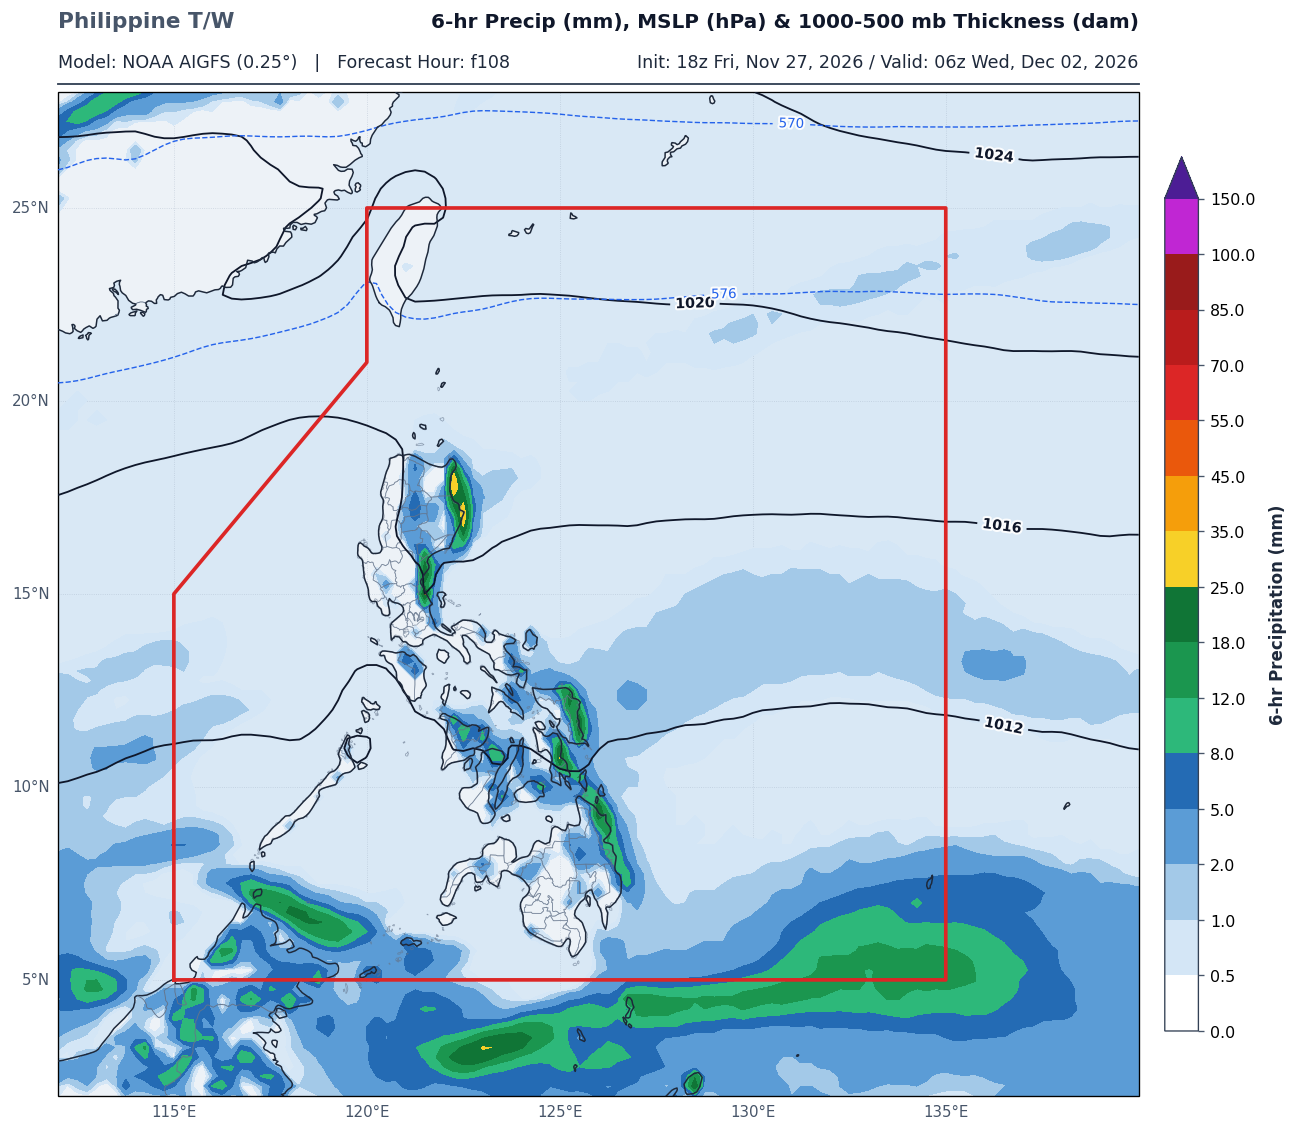 Philippine T/W
6-hr Precip (mm), MSLP (hPa) & 1000-500 mb Thickness (dam)
Model: NOAA AIGFS (0.25°)   |   Forecast Hour: f108
Init: 18z Fri, Nov 27, 2026 / Valid: 06z Wed, Dec 02, 2026
570
1024
25°N
576
1020
20°N
1016
15°N
1012
10°N
5°N
115°E
120°E
125°E
130°E
135°E
150.0
100.0
85.0
70.0
55.0
45.0
35.0
25.0
18.0
12.0
8.0
5.0
2.0
1.0
0.5
0.0
6-hr Precipitation (mm)